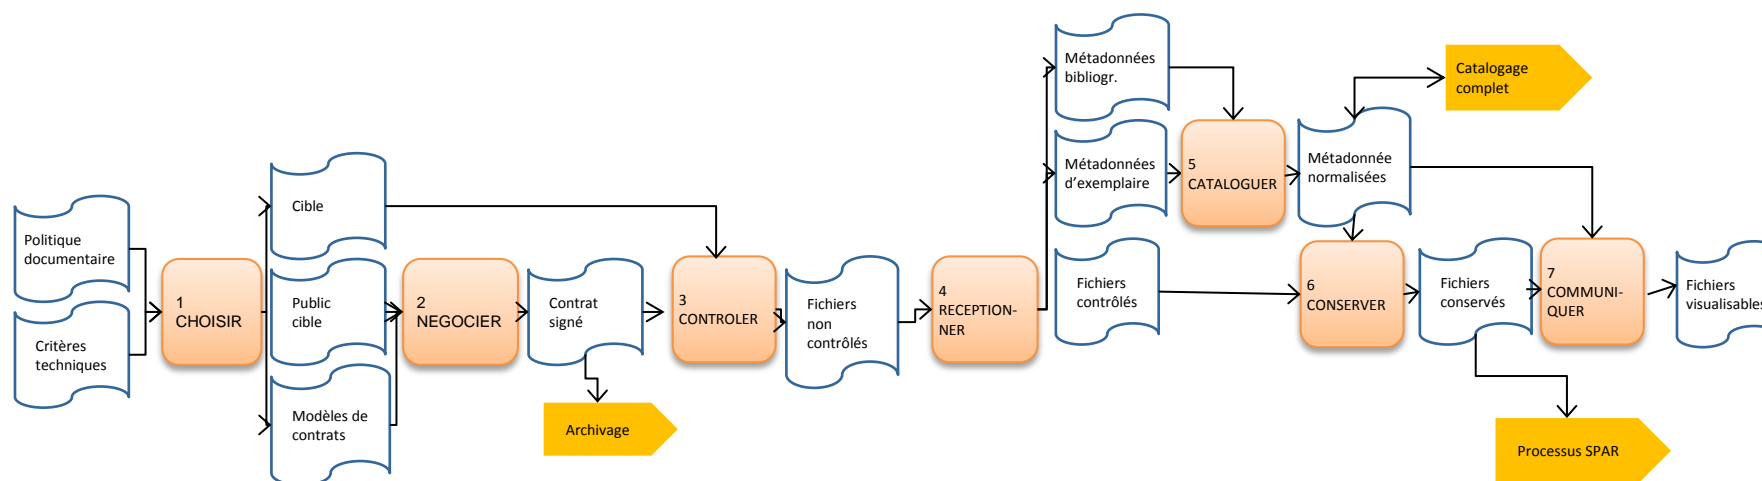 Politique
documentaire
Critères
techniques
1
CHOISIR
Cible
Public
cible
Modèles de
contrats
2
NEGOCIER
Contrat
signé
Archivage
3
CONTROLER
Fichiers
non
contrôlés
4
RECEPTION-
NER
Métadonnées
bibliogr.
Métadonnées
d'exemplaire
Fichiers
contrôlés
5
CATALOGUER
Métadonnée
normalisées
Catalogage
complet
6
CONSERVER
Fichiers
conservés
7
COMMUNI-
QUER
Fichiers
visualisables
Processus SPAR